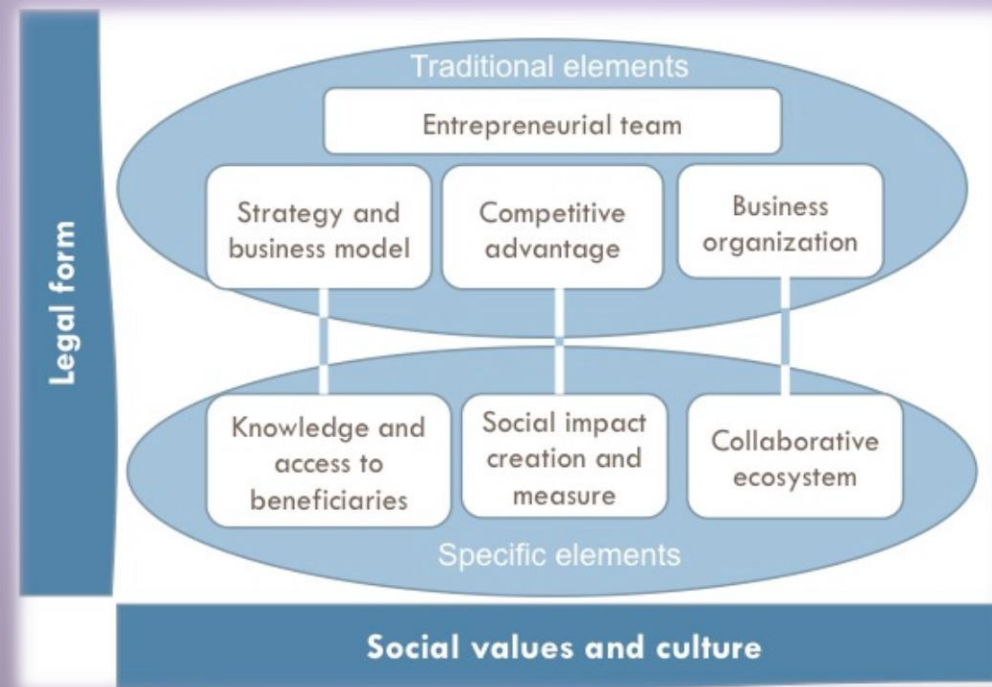 Legal form
Traditional elements
Entrepreneurial team
Strategy and
business model
Competitive
advantage
Business
organization
Knowledge and
access to
beneficiaries
Social impact
creation and
measure
Collaborative
ecosystem
Specific elements
Social values and culture